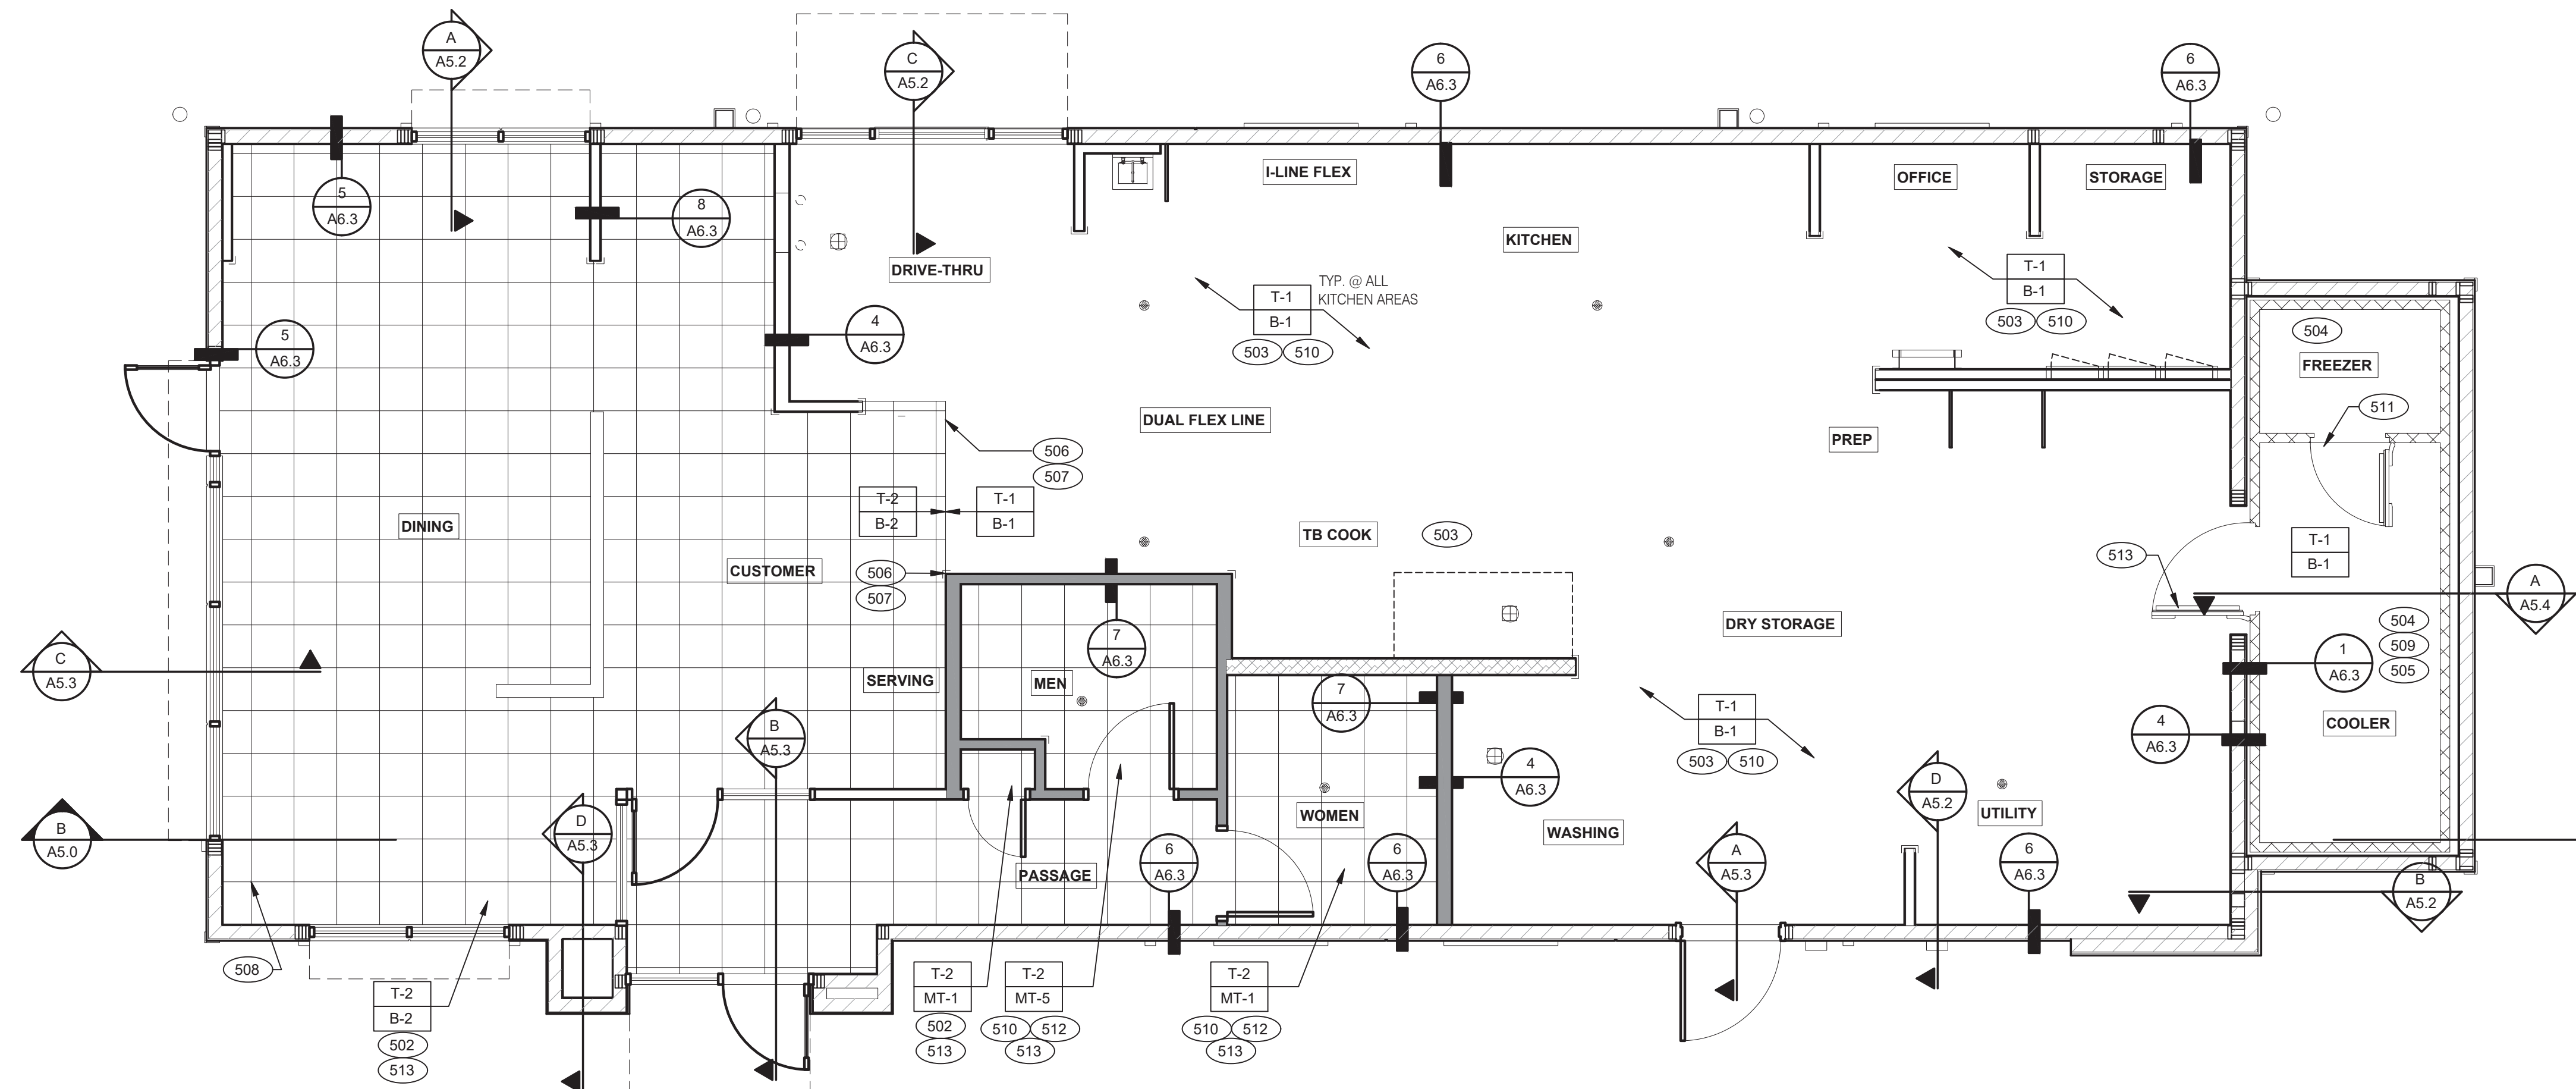 A
A5.2
C
A5.2
6
A6.3
6
A6.3
5
A6.3
8
A6.3
I-LINE FLEX
OFFICE
STORAGE
KITCHEN
DRIVE-THRU
T-1
B-1
TYP. @ ALL
KITCHEN AREAS
503 510
T-1
B-1
503 510
5
A6.3
4
A6.3
504
FREEZER
511
DUAL FLEX LINE
PREP
506
507
T-2
B-2
T-1
B-1
DINING
TB COOK
503
T-1
B-1
513
CUSTOMER
506
507
A
A5.4
DRY STORAGE
504
509
505
7
A6.3
C
A5.3
SERVING
MEN
7
A6.3
1
A6.3
T-1
B-1
503 510
4
A6.3
COOLER
B
A5.3
4
A6.3
D
A5.2
UTILITY
B
A5.0
D
A5.3
WOMEN
WASHING
PASSAGE
6
A6.3
6
A6.3
A
A5.3
6
A6.3
B
A5.2
508
T-2
B-2
502
513
T-2
MT-1
502
513
T-2
MT-5
510 512
513
T-2
MT-1
510 512
513